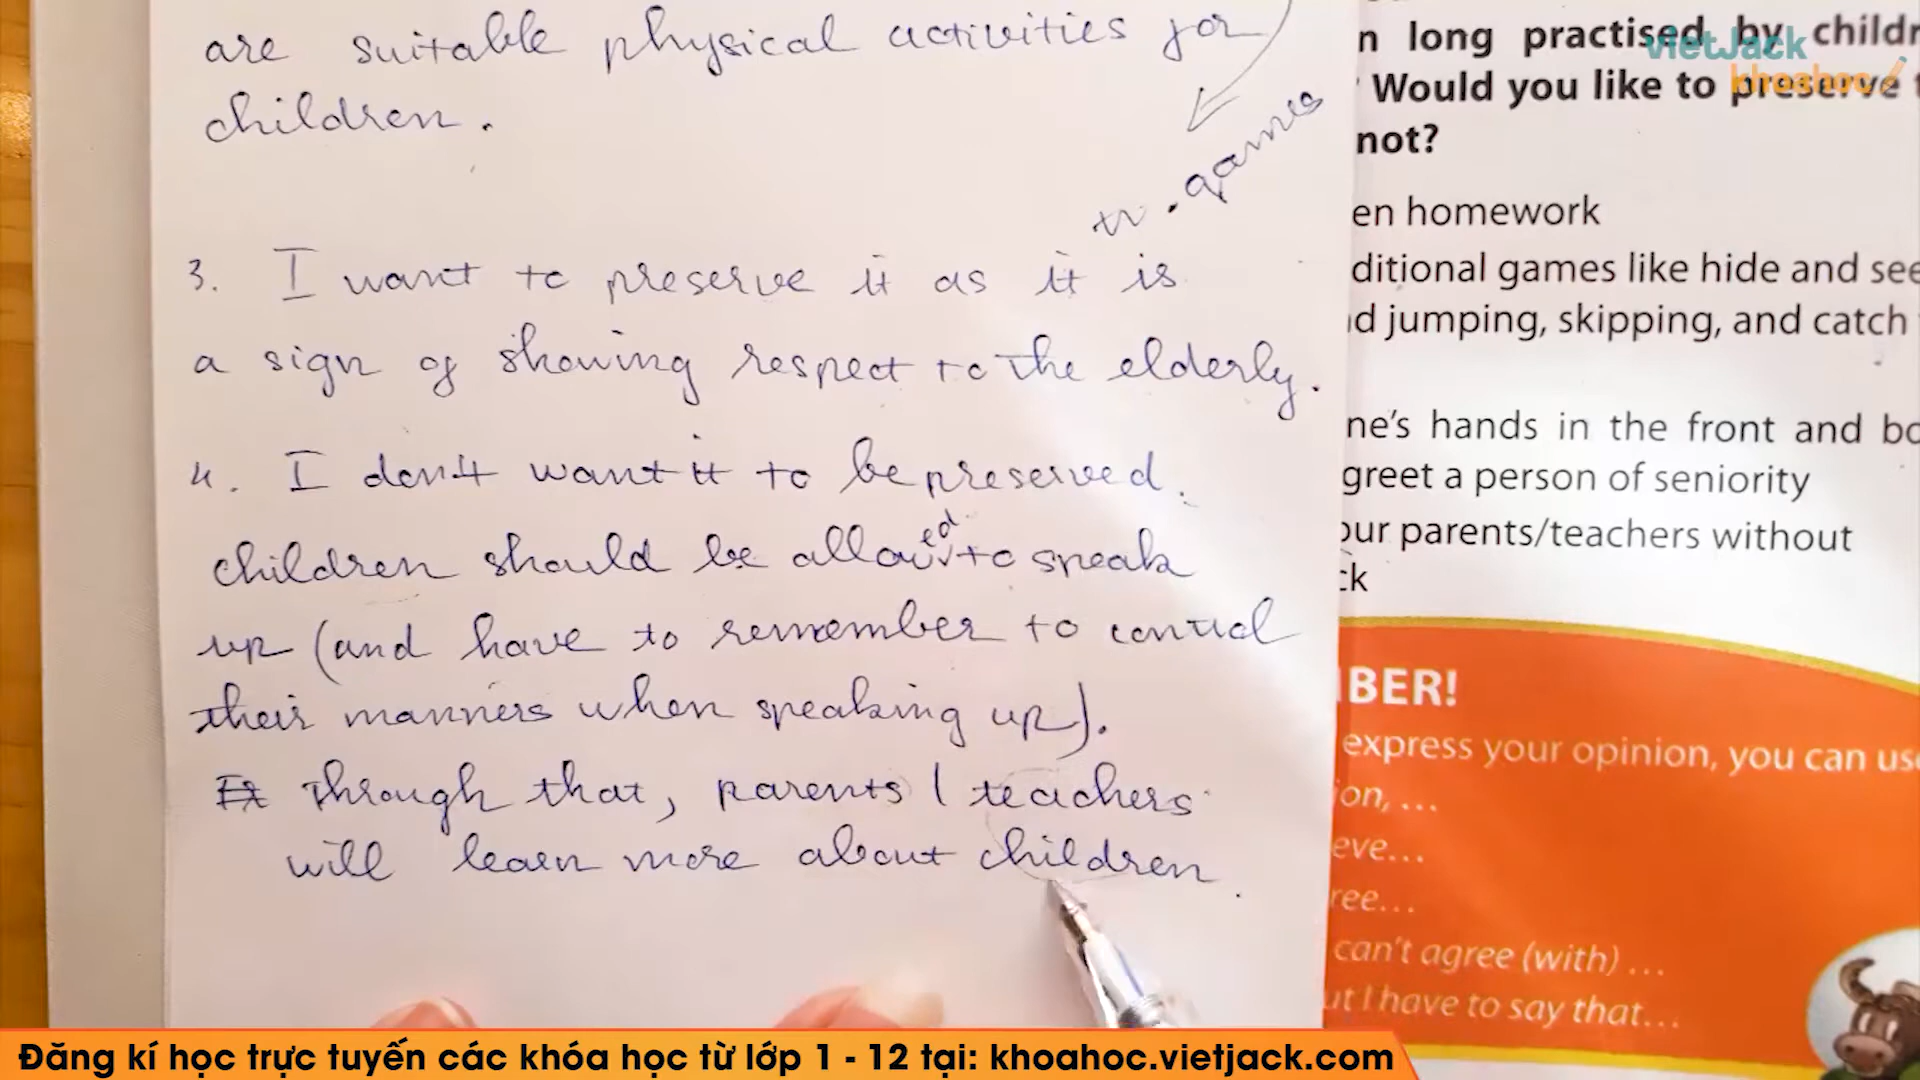 are suitable physical activities for
children.
tr. games
3. I want to preserve it as it is
a sign of showing respect to the elderly.
4. I don't want it to be preserved.
children should be allowed to speak
up (and have to remember to control
their manners when speaking up).
Through that, parents / teachers
will learn more about children.
n long practised by childr
Would you like to preserve t
not?
en homework
ditional games like hide and see
nd jumping, skipping, and catch
ne's hands in the front and bo
greet a person of seniority
our parents/teachers without
ck
BER!
express your opinion, you can use
ion, ...
eve...
ree...
can't agree (with) ...
ut I have to say that...
vietJack
khoahoc
Đăng kí học trực tuyến các khóa học từ lớp 1 - 12 tại: khoahoc.vietjack.com